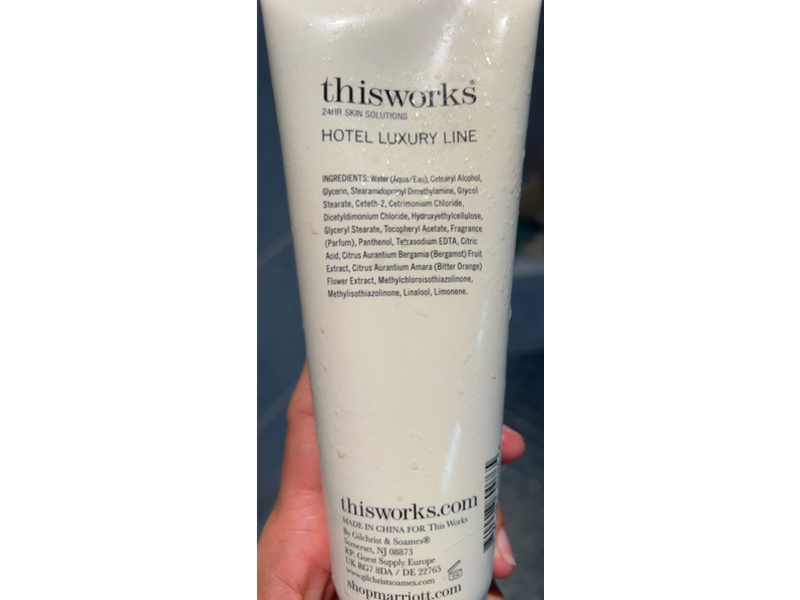 thisworks®
24HR SKIN SOLUTIONS
HOTEL LUXURY LINE
INGREDIENTS: Water (Aqua/Eau), Cetearyl Alcohol,
Glycerin, Stearamidopropyl Dimethylamine, Glycol
Stearate, Ceteth-2, Cetrimonium Chloride,
Dicetyldimonium Chloride, Hydroxyethylcellulose,
Glyceryl Stearate, Tocopheryl Acetate, Fragrance
(Parfum), Panthenol, Tetrasodium EDTA, Citric
Acid, Citrus Aurantium Bergamia (Bergamot) Fruit
Extract, Citrus Aurantium Amara (Bitter Orange)
Flower Extract, Methylchloroisothiazolinone,
Methylisothiazolinone, Linalool, Limonene.
thisworks.com
MADE IN CHINA FOR This Works
By Gilchrist & Soames®
Somerset, NJ 08873
RP: Guest Supply Europe
UK RG7 8DA / DE 22765
www.gilchristsoames.com
shopmarriott.com